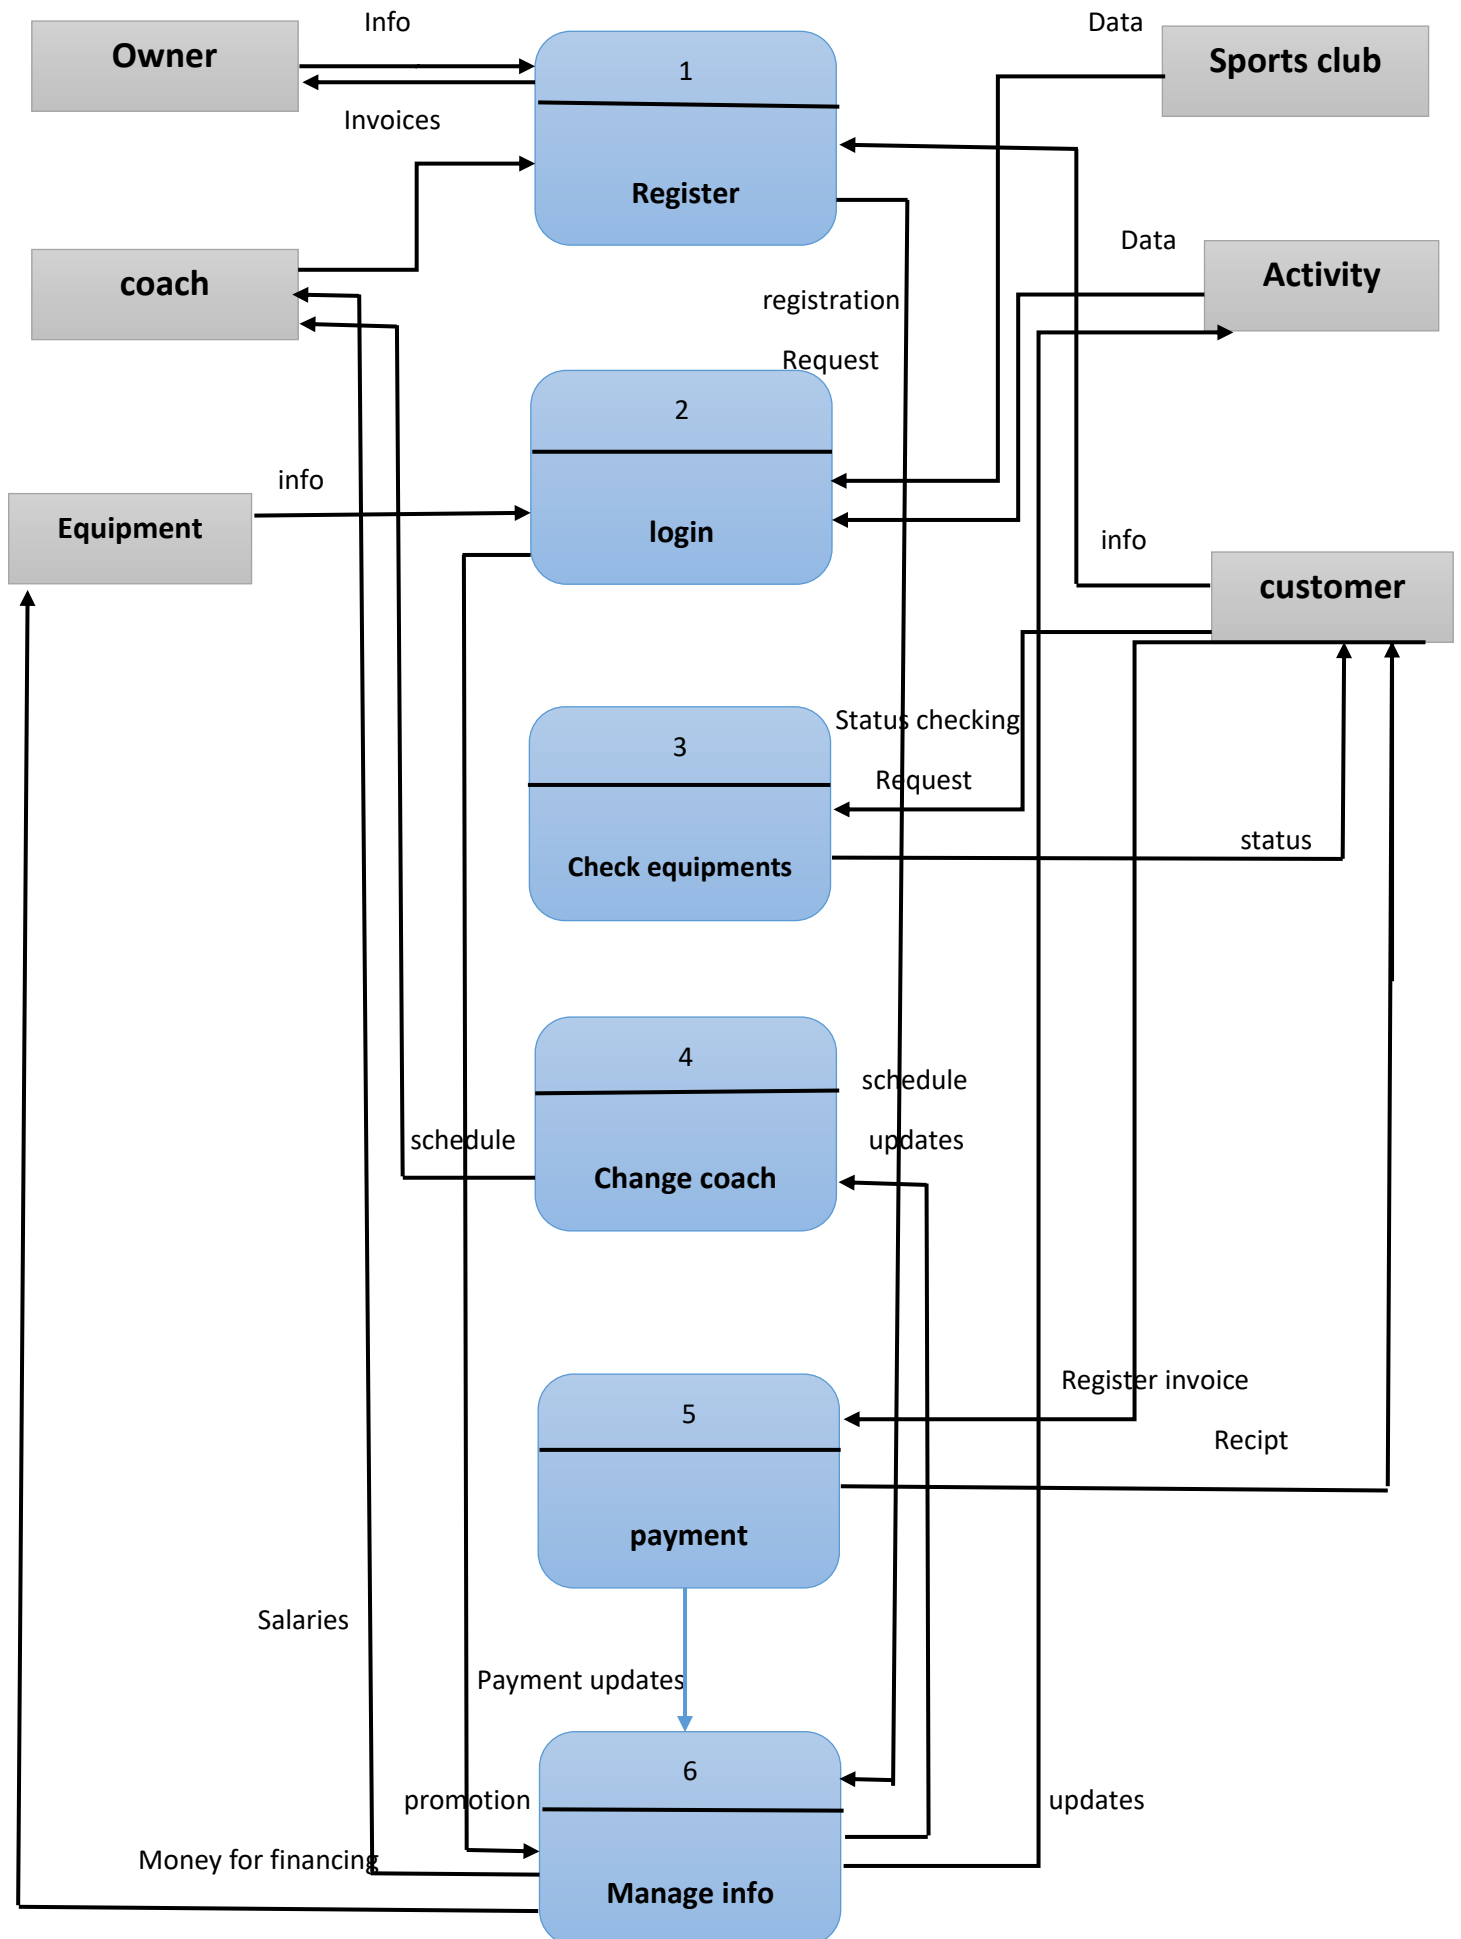 Info
Data
Owner
Sports club
1
Invoices
Register
Data
Activity
coach
registration
Request
2
info
Equipment
login
info
customer
Status checking
3
Request
status
Check equipments
4
schedule
schedule
updates
Change coach
Register invoice
5
Recipt
payment
Salaries
Payment updates
6
promotion
updates
Money for financing
Manage info